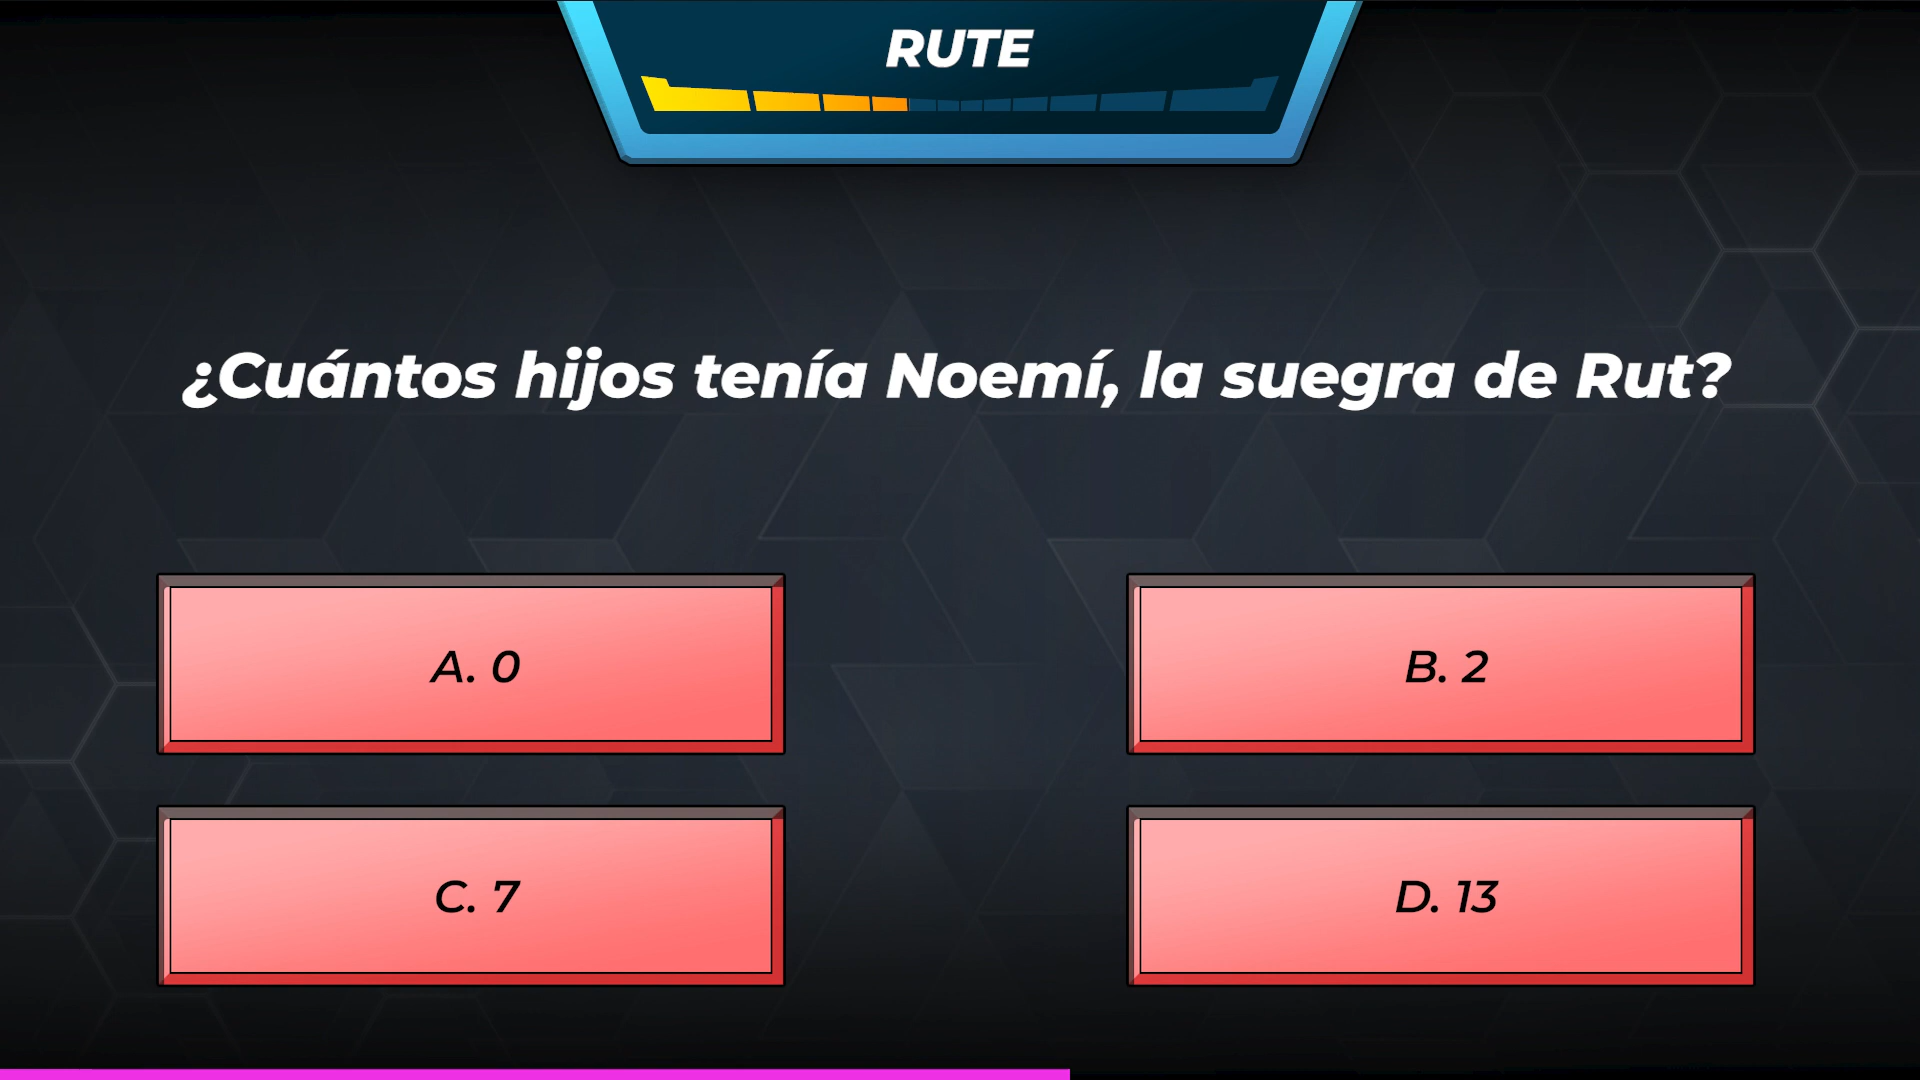 RUTE
¿Cuántos hijos tenía Noemí, la suegra de Rut?
A. 0
B. 2
C. 7
D. 13